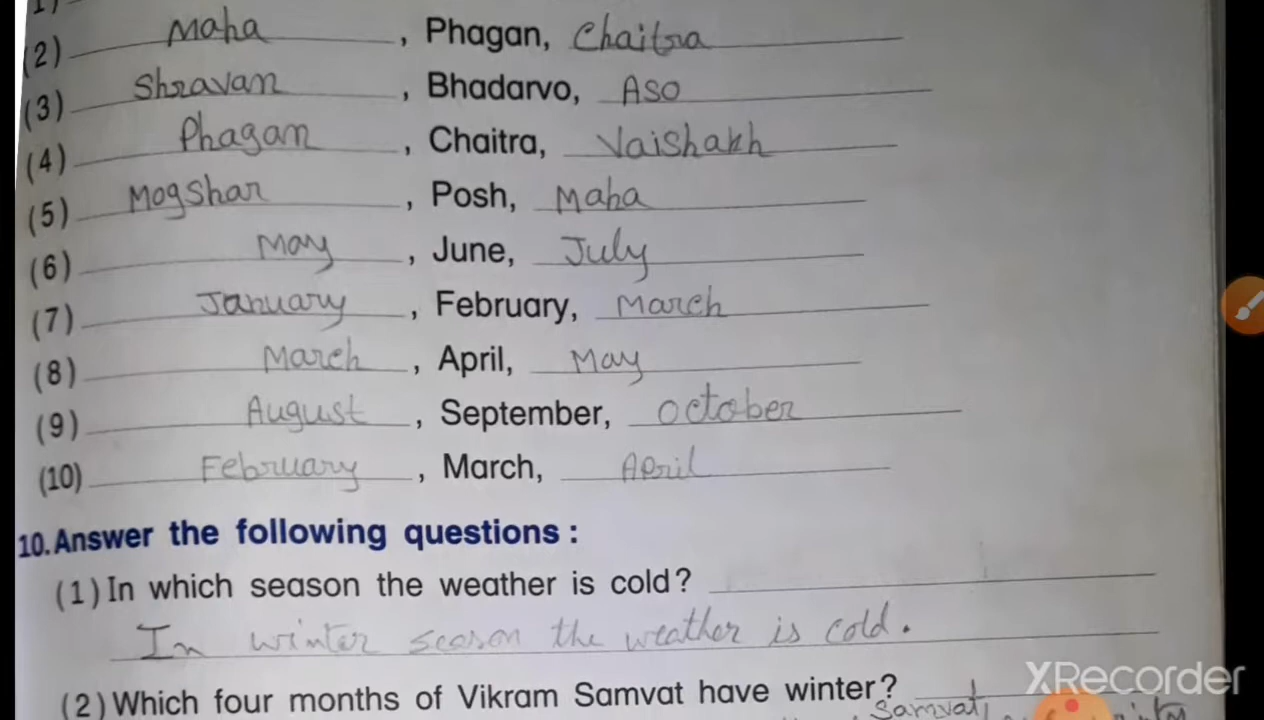 (2) Maha, Phagan, Chaitra
(3) Shravan, Bhadarvo, Aso
(4) Phagan, Chaitra, Vaishakh
(5) Mogshar, Posh, Maha
(6) May, June, July
(7) January, February, March
(8) March, April, May
(9) August, September, October
(10) February, March, April
10. Answer the following questions :
(1) In which season the weather is cold?
In winter season the weather is cold.
(2) Which four months of Vikram Samvat have winter?
Samvat
XRecorder